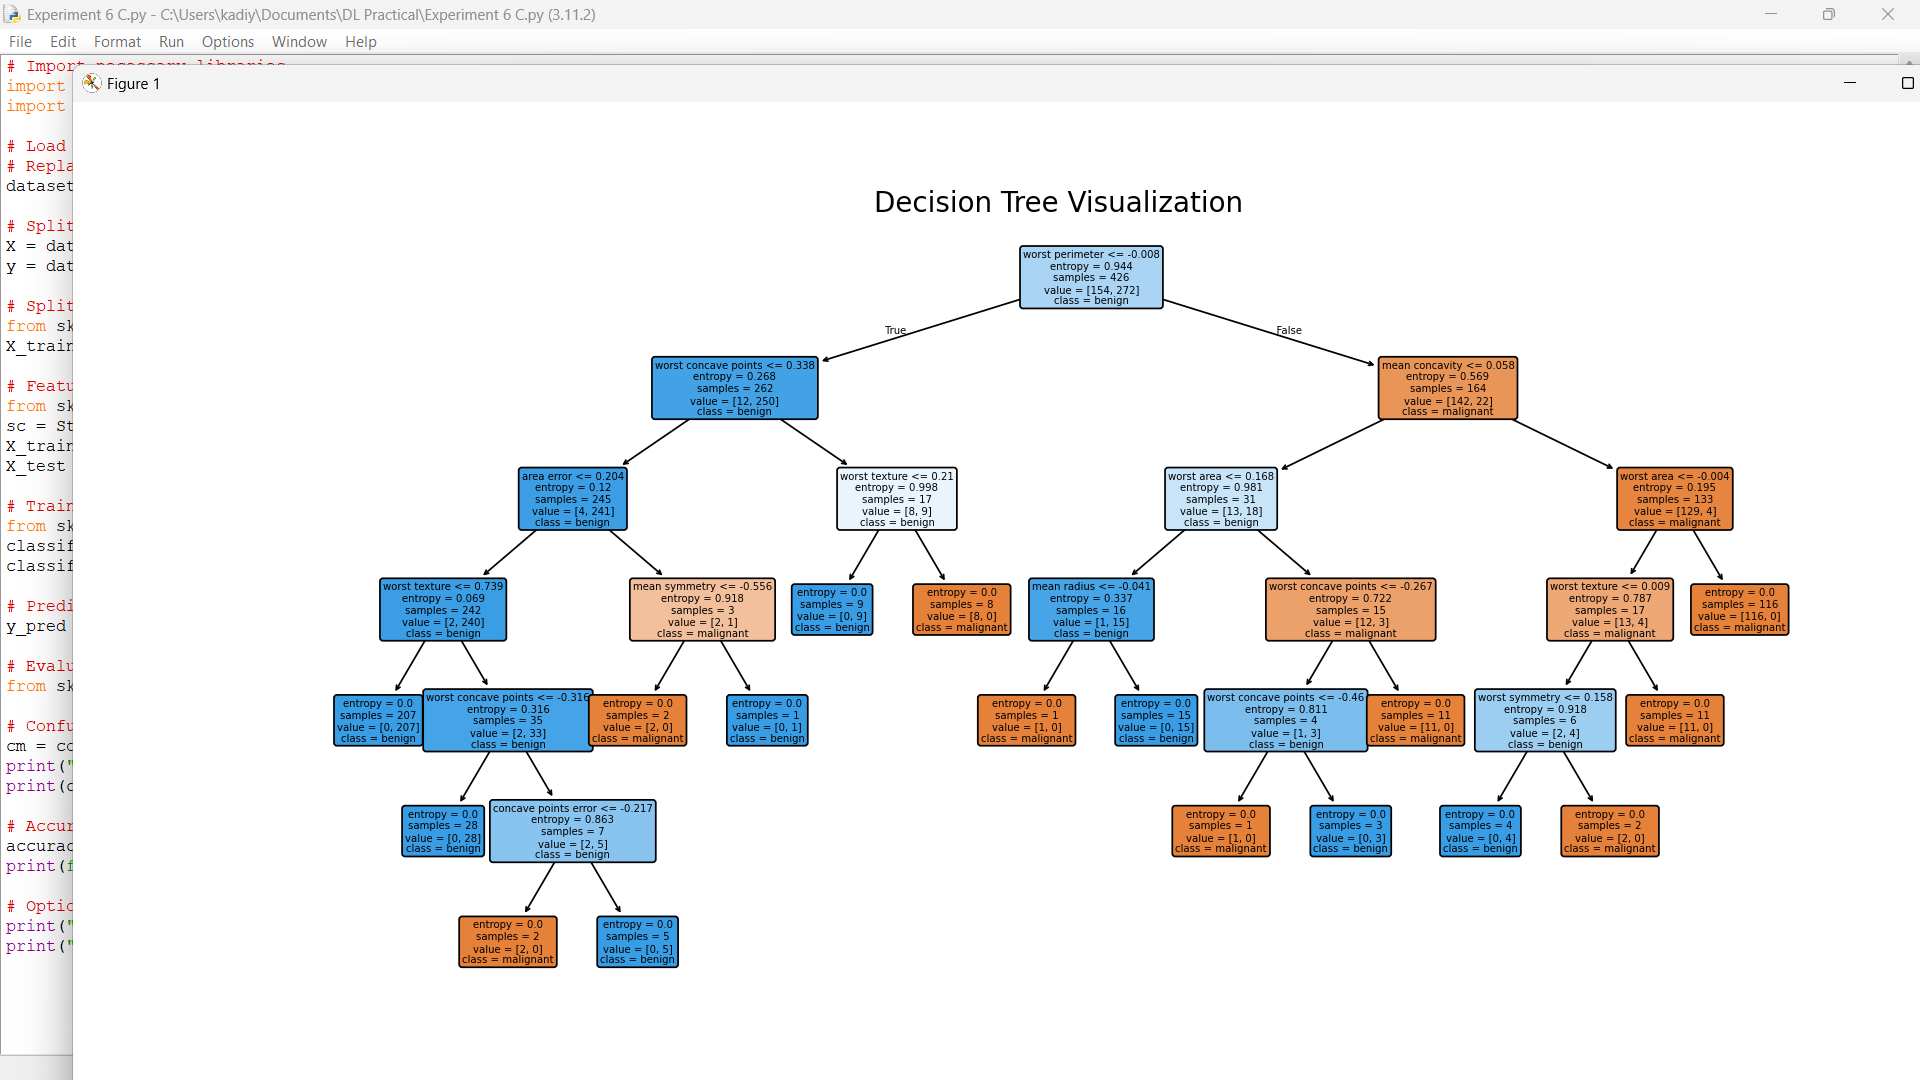 Experiment 6 C.py - C:\Users\kadiy\Documents\DL Practical\Experiment 6 C.py (3.11.2)
File Edit Format Run Options Window Help
# Import necessary libraries
import
import
# Load
# Repla
dataset
# Split
X = dat
y = dat
# Split
from sk
X_train
# Featu
from sk
sc = St
X_train
X_test
# Train
from sk
classif
classif
# Predi
y_pred
# Evalu
from sk
# Confu
cm = co
print("
print(c
# Accur
accurac
print(f
# Optio
print("
print("
Figure 1
Decision Tree Visualization
worst perimeter <= -0.008
entropy = 0.944
samples = 426
value = [154, 272]
class = benign
True
False
worst concave points <= 0.338
entropy = 0.268
samples = 262
value = [12, 250]
class = benign
mean concavity <= 0.058
entropy = 0.569
samples = 164
value = [142, 22]
class = malignant
area error <= 0.204
entropy = 0.12
samples = 245
value = [4, 241]
class = benign
worst texture <= 0.21
entropy = 0.998
samples = 17
value = [8, 9]
class = benign
worst area <= 0.168
entropy = 0.981
samples = 31
value = [13, 18]
class = benign
worst area <= -0.004
entropy = 0.195
samples = 133
value = [129, 4]
class = malignant
worst texture <= 0.739
entropy = 0.069
samples = 242
value = [2, 240]
class = benign
mean symmetry <= -0.556
entropy = 0.918
samples = 3
value = [2, 1]
class = malignant
entropy = 0.0
samples = 9
value = [0, 9]
class = benign
entropy = 0.0
samples = 8
value = [8, 0]
class = malignant
mean radius <= -0.041
entropy = 0.337
samples = 16
value = [1, 15]
class = benign
worst concave points <= -0.267
entropy = 0.722
samples = 15
value = [12, 3]
class = malignant
worst texture <= 0.009
entropy = 0.787
samples = 17
value = [13, 4]
class = malignant
entropy = 0.0
samples = 116
value = [116, 0]
class = malignant
entropy = 0.0
samples = 207
value = [0, 207]
class = benign
worst concave points <= -0.316
entropy = 0.316
samples = 35
value = [2, 33]
class = benign
entropy = 0.0
samples = 2
value = [2, 0]
class = malignant
entropy = 0.0
samples = 1
value = [0, 1]
class = benign
entropy = 0.0
samples = 1
value = [1, 0]
class = malignant
entropy = 0.0
samples = 15
value = [0, 15]
class = benign
worst concave points <= -0.46
entropy = 0.811
samples = 4
value = [1, 3]
class = benign
entropy = 0.0
samples = 11
value = [11, 0]
class = malignant
worst symmetry <= 0.158
entropy = 0.918
samples = 6
value = [2, 4]
class = benign
entropy = 0.0
samples = 11
value = [11, 0]
class = malignant
entropy = 0.0
samples = 28
value = [0, 28]
class = benign
concave points error <= -0.217
entropy = 0.863
samples = 7
value = [2, 5]
class = benign
entropy = 0.0
samples = 1
value = [1, 0]
class = malignant
entropy = 0.0
samples = 3
value = [0, 3]
class = benign
entropy = 0.0
samples = 4
value = [0, 4]
class = benign
entropy = 0.0
samples = 2
value = [2, 0]
class = malignant
entropy = 0.0
samples = 2
value = [2, 0]
class = malignant
entropy = 0.0
samples = 5
value = [0, 5]
class = benign